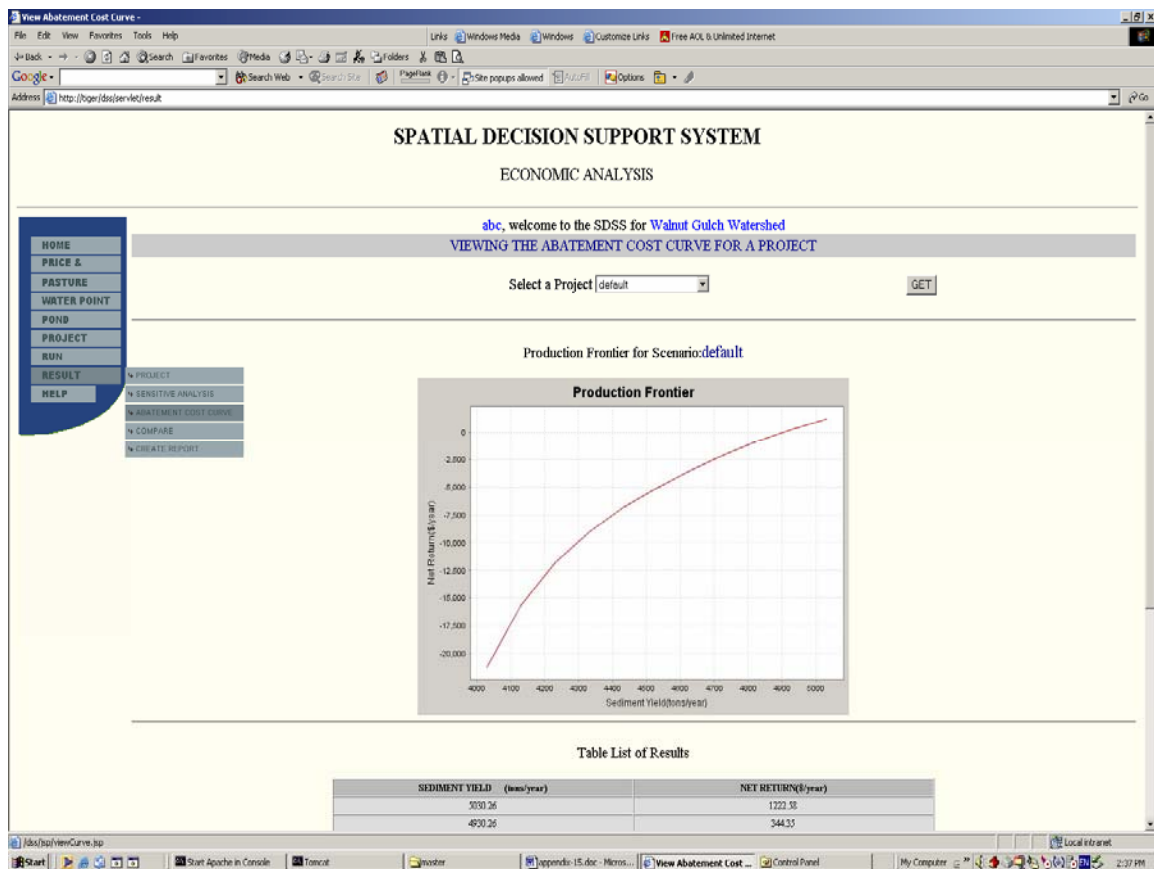 View Abatement Cost Curve -
File Edit View Favorites Tools Help
Links Windows Media Windows Customize Links Free AOL & Unlimited Internet
Back Search Favorites Media Folders
Google Search Web Search Site PageRank Site popups allowed AutoFill Options
Address http://tiger/dss/servlet/result Go
SPATIAL DECISION SUPPORT SYSTEM
ECONOMIC ANALYSIS
abc, welcome to the SDSS for Walnut Gulch Watershed
VIEWING THE ABATEMENT COST CURVE FOR A PROJECT
HOME
PRICE &
PASTURE
WATER POINT
POND
PROJECT
RUN
RESULT
HELP
PROJECT
SENSITIVE ANALYSIS
ABATEMENT COST CURVE
COMPARE
CREATE REPORT
Select a Project default GET
Production Frontier for Scenario:default
Production Frontier
0
-2,500
-5,000
-7,500
-10,000
-12,500
-15,000
-17,500
-20,000
Net Return($/year)
4000 4100 4200 4300 4400 4500 4600 4700 4800 4900 5000
Sediment Yield(tons/year)
Table List of Results
SEDIMENT YIELD (tons/year) NET RETURN($/year)
5030.26 1222.58
4930.26 344.35
/dss/jsp/viewCurve.jsp Local intranet
Start Start Apache in Console Tomcat master appendix-15.doc - Micros... View Abatement Cost ... Control Panel My Computer EN 2:37 PM